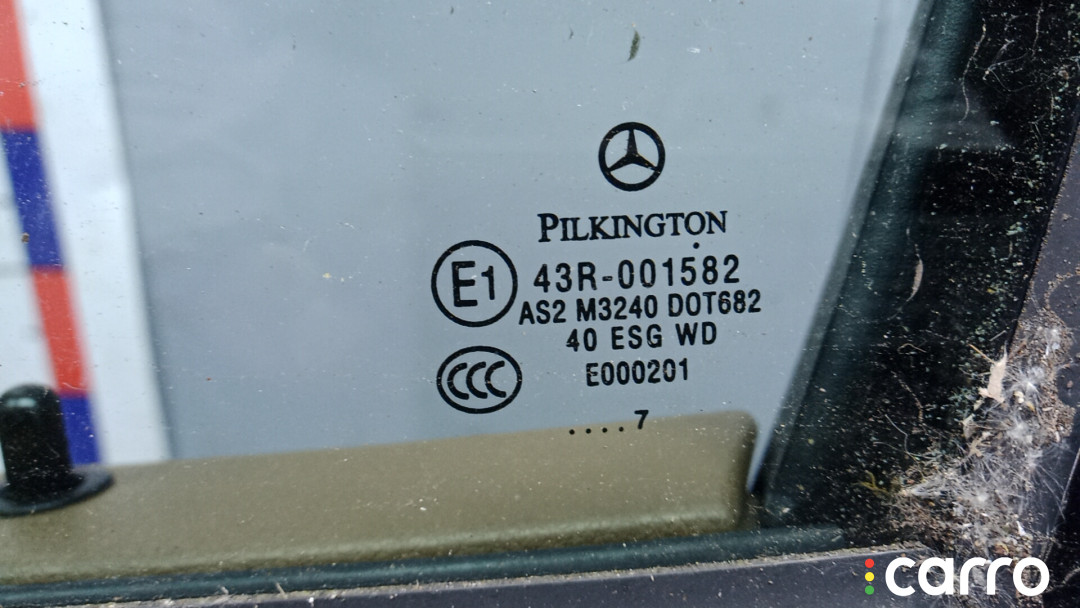 PILKINGTON
E1
43R-001582
AS2 M3240 DOT682
40 ESG WD
CCC
E000201
....7
carro